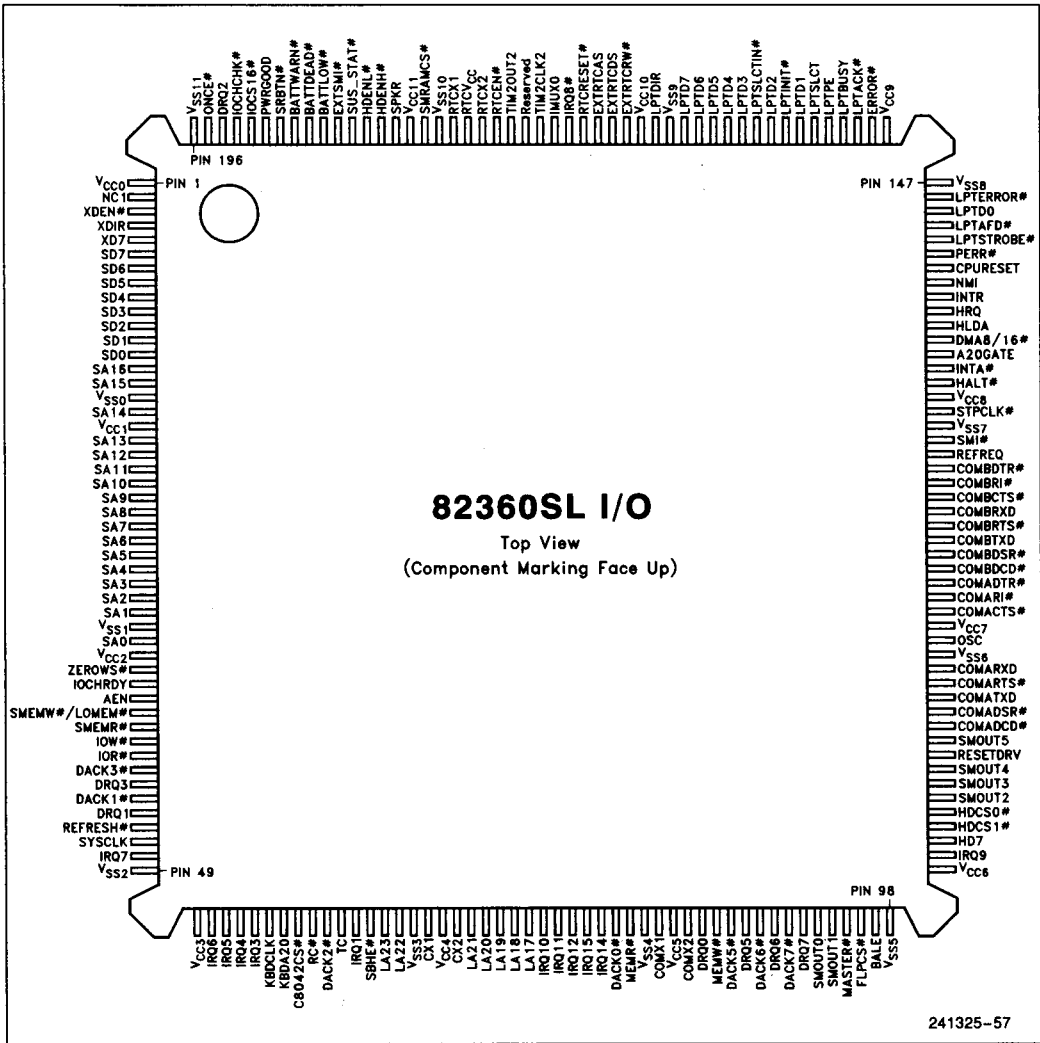 VSS11
ONCE#
DRQ2
IOCHCHK#
IOCS16#
PWRGOOD
SRBTN#
BATTWARN#
BATTDEAD#
BATTLOW#
EXTSMI#
SUS_STAT#
HDENL#
HDENH#
SPKR
VCC11
SMRAMCS#
VSS10
RTCX1
RTCVCC
RTCX2
RTCEN#
TIM2OUT2
Reserved
TIM2CLK2
IMUX0
IRQ8#
RTCRESET#
EXTRTCAS
EXTRTCDS
EXTRTCRW#
VCC10
LPTDIR
VSS9
LPTD7
LPTD6
LPTD5
LPTD4
LPTD3
LPTSLCTIN#
LPTD2
LPTINIT#
LPTD1
LPTSLCT
LPTPE
LPTBUSY
LPTACK#
ERROR#
VCC9
PIN 196
PIN 1
PIN 147
VCC0
NC1
XDEN#
XDIR
XD7
SD7
SD6
SD5
SD4
SD3
SD2
SD1
SD0
SA16
SA15
VSS0
SA14
VCC1
SA13
SA12
SA11
SA10
SA9
SA8
SA7
SA6
SA5
SA4
SA3
SA2
SA1
VSS1
SA0
VCC2
ZEROWS#
IOCHRDY
AEN
SMEMW#/LOMEM#
SMEMR#
IOW#
IOR#
DACK3#
DRQ3
DACK1#
DRQ1
REFRESH#
SYSCLK
IRQ7
VSS2
82360SL I/O
Top View
(Component Marking Face Up)
VSS8
LPTERROR#
LPTD0
LPTAFD#
LPTSTROBE#
PERR#
CPURESET
NMI
INTR
HRQ
HLDA
DMA8/16#
A20GATE
INTA#
HALT#
VCC8
STPCLK#
VSS7
SMI#
REFREQ
COMBDTR#
COMBRI#
COMBCTS#
COMBRXD
COMBRTS#
COMBTXD
COMBDSR#
COMBDCD#
COMADTR#
COMARI#
COMACTS#
VCC7
OSC
VSS6
COMARXD
COMARTS#
COMATXD
COMADSR#
COMADCD#
SMOUT5
RESETDRV
SMOUT4
SMOUT3
SMOUT2
HDCS0#
HDCS1#
HD7
IRQ9
VCC6
PIN 49
PIN 98
VCC3
IRQ6
IRQ5
IRQ4
IRQ3
KBDCLK
KBDA20
C8042CS#
RC#
DACK2#
TC
IRQ1
SBHE#
LA23
LA22
VSS3
CX1
VCC4
CX2
LA21
LA20
LA19
LA18
LA17
IRQ10
IRQ11
IRQ12
IRQ15
IRQ14
DACK0#
MEMR#
VSS4
COMX1
VCC5
COMX2
DRQ0
MEMW#
DACK5#
DRQ5
DACK6#
DRQ6
DACK7#
DRQ7
SMOUT0
SMOUT1
MASTER#
FLPCS#
BALE
VSS5
241325-57